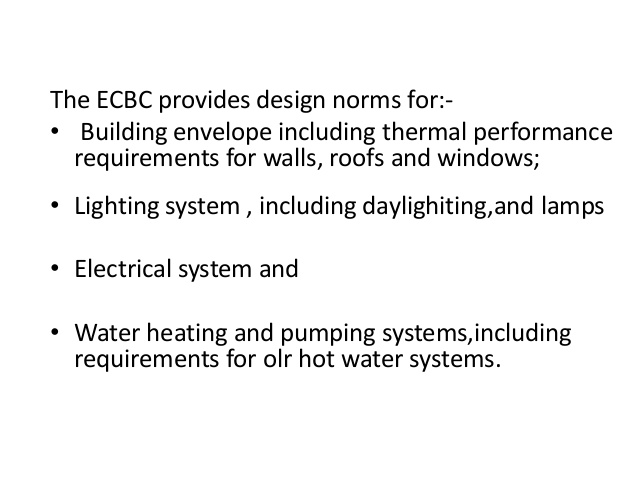 The ECBC provides design norms for:-
• Building envelope including thermal performance
requirements for walls, roofs and windows;
• Lighting system , including daylighiting,and lamps
• Electrical system and
• Water heating and pumping systems,including
requirements for olr hot water systems.